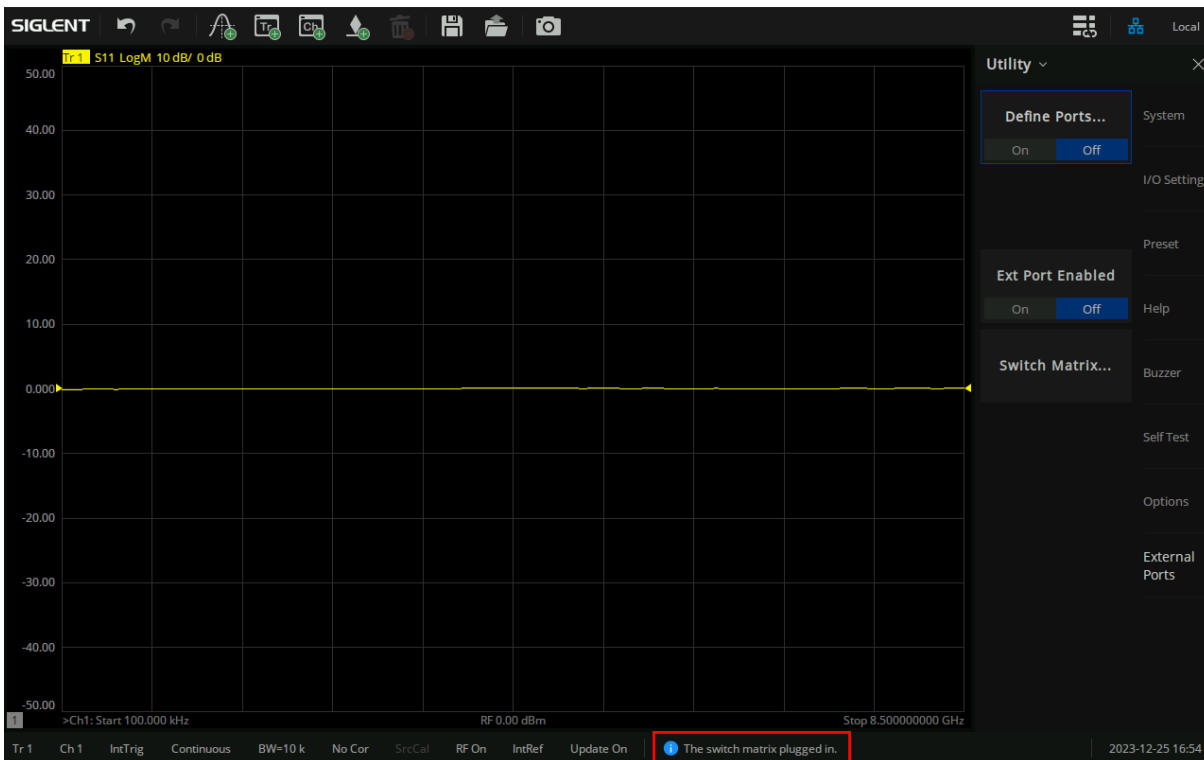 SIGLENT
Tr
Ch
Local
Tr 1 S11 LogM 10 dB/ 0 dB
50.00
40.00
30.00
20.00
10.00
0.000
-10.00
-20.00
-30.00
-40.00
-50.00
1
>Ch1: Start 100.000 kHz RF 0.00 dBm Stop 8.500000000 GHz
Utility
Define Ports...
On Off
Ext Port Enabled
On Off
Switch Matrix...
System
I/O Setting
Preset
Help
Buzzer
Self Test
Options
External
Ports
Tr 1 Ch 1 IntTrig Continuous BW=10 k No Cor SrcCal RF On IntRef Update On The switch matrix plugged in. 2023-12-25 16:54